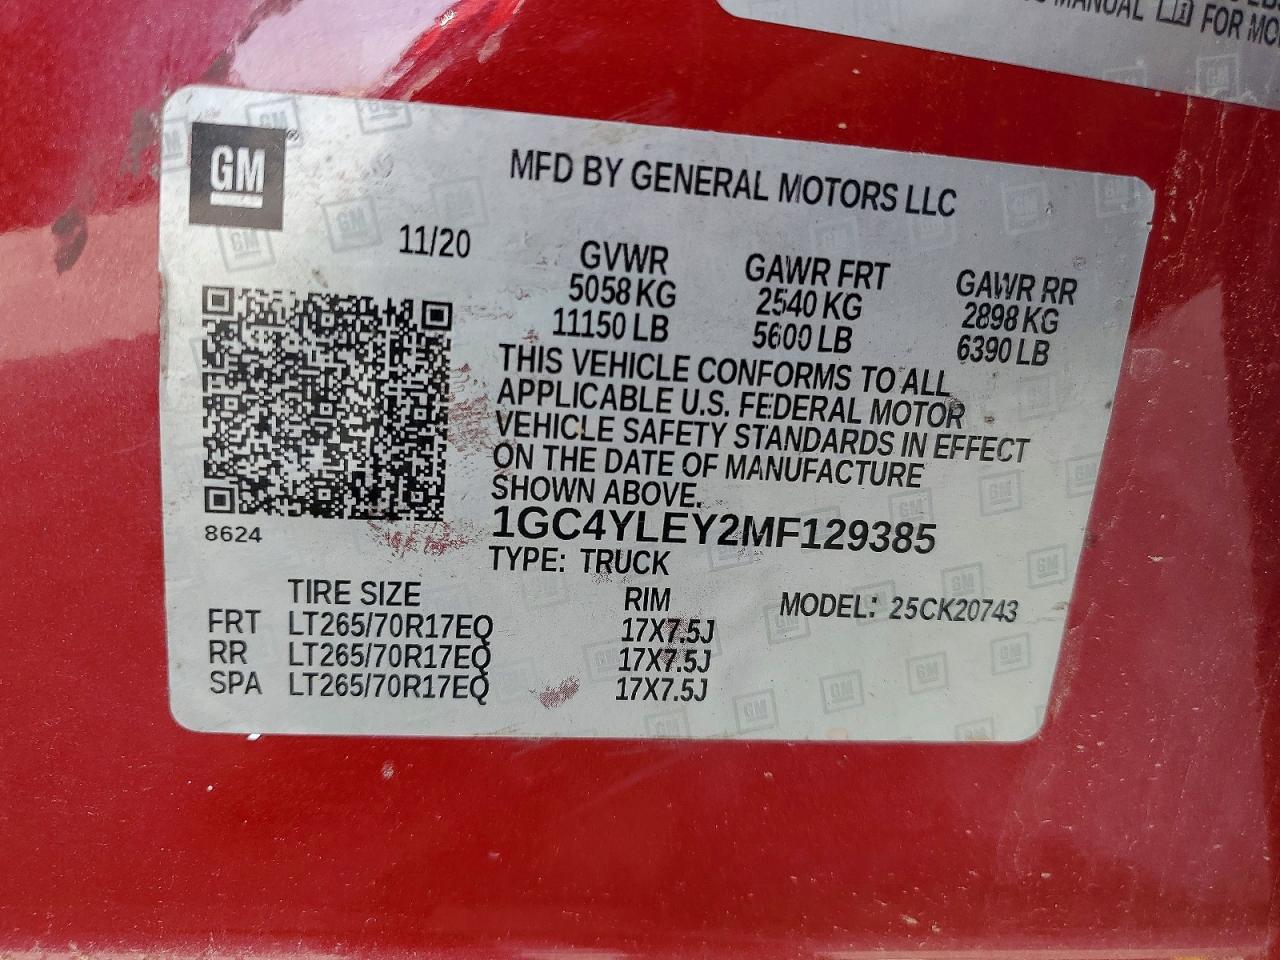 MANUAL FOR
GM
MFD BY GENERAL MOTORS LLC
11/20
GVWR GAWR FRT GAWR RR
5058 KG 2540 KG 2898 KG
11150 LB 5600 LB 6390 LB
THIS VEHICLE CONFORMS TO ALL
APPLICABLE U.S. FEDERAL MOTOR
VEHICLE SAFETY STANDARDS IN EFFECT
ON THE DATE OF MANUFACTURE
SHOWN ABOVE.
8624
1GC4YLEY2MF129385
TYPE: TRUCK
TIRE SIZE RIM MODEL: 25CK20743
FRT LT265/70R17EQ 17X7.5J
RR LT265/70R17EQ 17X7.5J
SPA LT265/70R17EQ 17X7.5J